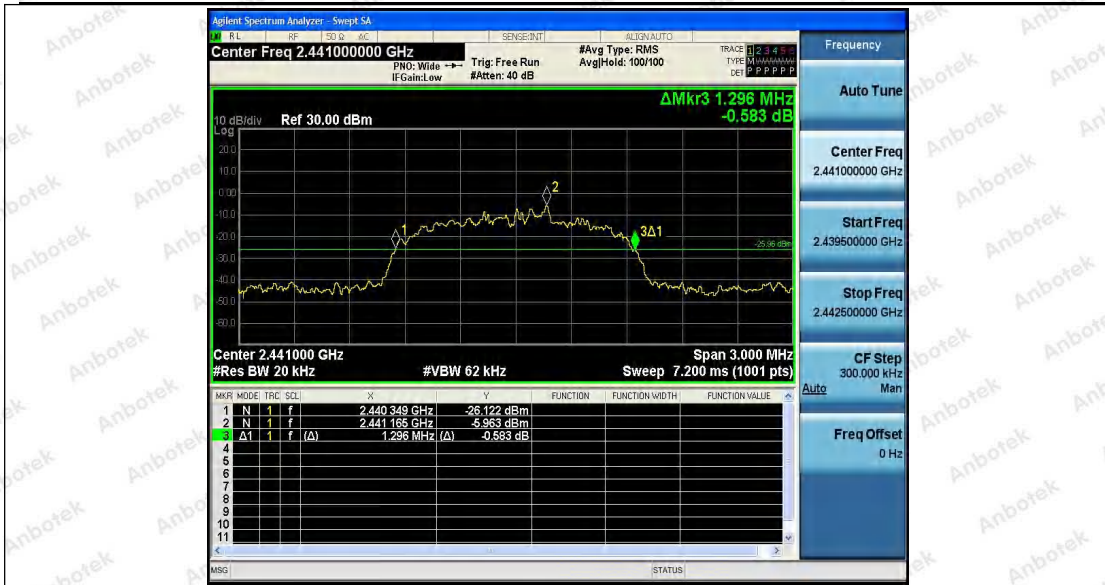 Agilent Spectrum Analyzer - Swept SA
RL RF 50 Ω AC SENSE:INT ALIGNAUTO
Center Freq 2.441000000 GHz
PNO: Wide
IFGain:Low
Trig: Free Run
#Atten: 40 dB
#Avg Type: RMS
Avg|Hold: 100/100
TRACE 1 2 3 4 5 6
TYPE MWWWWW
DET P P P P P P
ΔMkr3 1.296 MHz
-0.583 dB
10 dB/div Ref 30.00 dBm
Log
20.0
10.0
0.00
-10.0
-20.0
-30.0
-40.0
-50.0
-60.0
1
2
3Δ1
-25.96 dBm
Center 2.441000 GHz Span 3.000 MHz
#Res BW 20 kHz #VBW 62 kHz Sweep 7.200 ms (1001 pts)
MKR MODE TRC SCL X Y FUNCTION FUNCTION WIDTH FUNCTION VALUE
1 N 1 f 2.440 349 GHz -26.122 dBm
2 N 1 f 2.441 165 GHz -5.963 dBm
3 Δ1 1 f (Δ) 1.296 MHz (Δ) -0.583 dB
4
5
6
7
8
9
10
11
MSG STATUS
Frequency
Auto Tune
Center Freq
2.441000000 GHz
Start Freq
2.439500000 GHz
Stop Freq
2.442500000 GHz
CF Step
300.000 kHz
Auto Man
Freq Offset
0 Hz
Anbotek